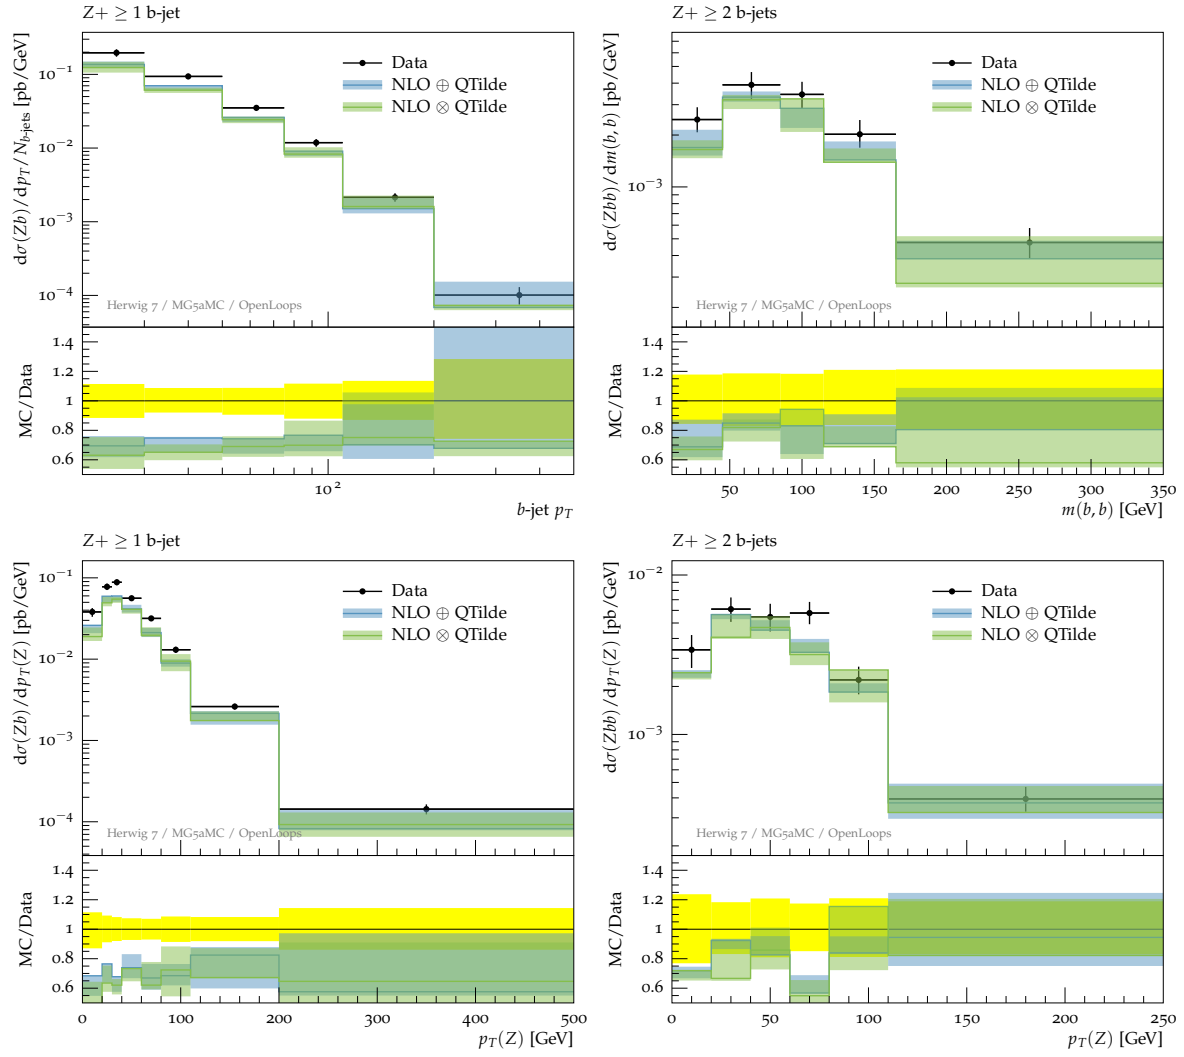 Z+ ≥ 1 b-jet
dσ(Zb)/dp_T / N_b-jets [pb/GeV]
10^−1
10^−2
10^−3
10^−4
Data
NLO ⊕ QTilde
NLO ⊗ QTilde
Herwig 7 / MG5aMC / OpenLoops
MC/Data
1.4
1.2
1
0.8
0.6
10^2
b-jet p_T
Z+ ≥ 2 b-jets
dσ(Zbb)/dm(b, b) [pb/GeV]
10^−3
Data
NLO ⊕ QTilde
NLO ⊗ QTilde
Herwig 7 / MG5aMC / OpenLoops
MC/Data
1.4
1.2
1
0.8
0.6
50 100 150 200 250 300 350
m(b, b) [GeV]
Z+ ≥ 1 b-jet
dσ(Zb)/dp_T(Z) [pb/GeV]
10^−1
10^−2
10^−3
10^−4
Data
NLO ⊕ QTilde
NLO ⊗ QTilde
Herwig 7 / MG5aMC / OpenLoops
MC/Data
1.4
1.2
1
0.8
0.6
0 100 200 300 400 500
p_T(Z) [GeV]
Z+ ≥ 2 b-jets
dσ(Zbb)/dp_T(Z) [pb/GeV]
10^−2
10^−3
Data
NLO ⊕ QTilde
NLO ⊗ QTilde
Herwig 7 / MG5aMC / OpenLoops
MC/Data
1.4
1.2
1
0.8
0.6
0 50 100 150 200 250
p_T(Z) [GeV]